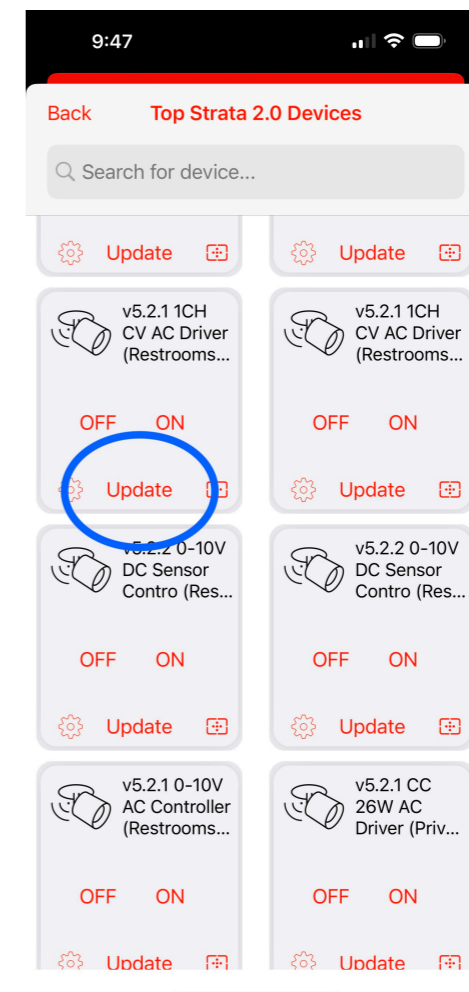 9:47
Back Top Strata 2.0 Devices
Search for device...
Update Update
v5.2.1 1CH
CV AC Driver
(Restrooms...
OFF ON
Update
v5.2.1 1CH
CV AC Driver
(Restrooms...
OFF ON
Update
v5.2.2 0-10V
DC Sensor
Contro (Res...
OFF ON
Update
v5.2.2 0-10V
DC Sensor
Contro (Res...
OFF ON
Update
v5.2.1 0-10V
AC Controller
(Restrooms...
OFF ON
Update
v5.2.1 CC
26W AC
Driver (Priv...
OFF ON
Update